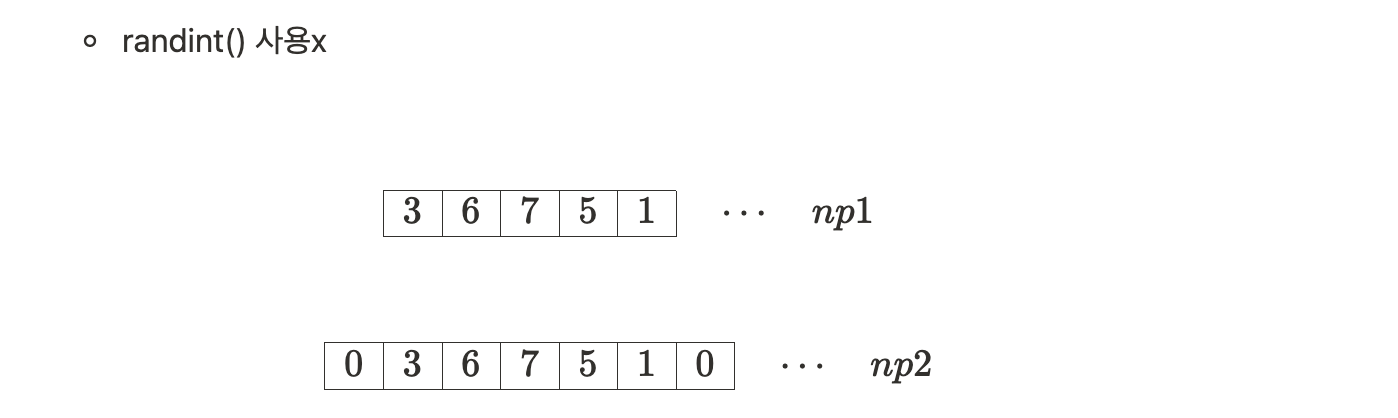 randint() 사용x
3 6 7 5 1 ⋯ np1
0 3 6 7 5 1 0 ⋯ np2